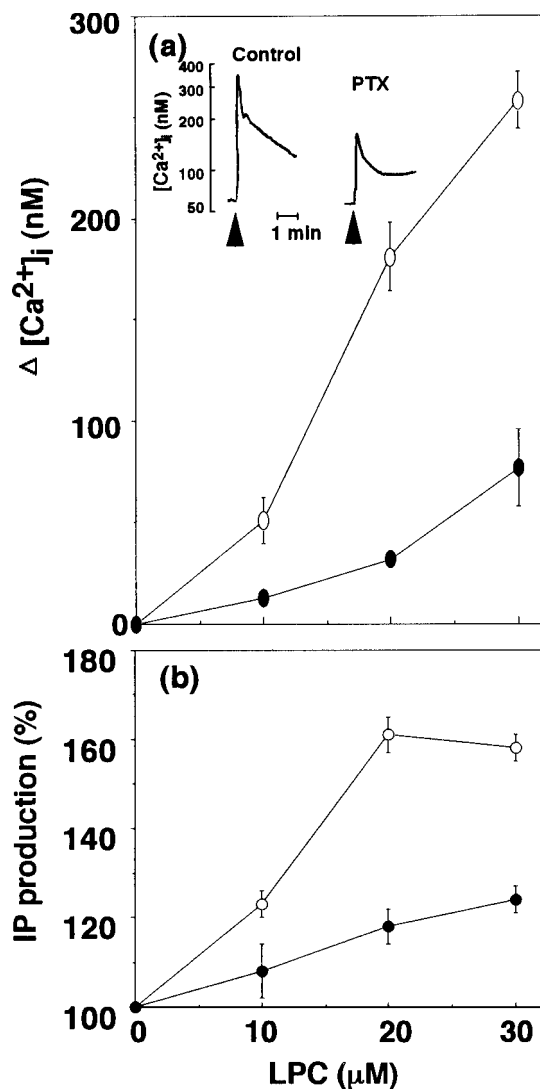 300
(a)
Control
PTX
400
300
200
100
50
[Ca2+]i (nM)
1 min
200
100
0
Δ [Ca2+]i (nM)
180
(b)
160
140
120
100
IP production (%)
0 10 20 30
LPC (μM)